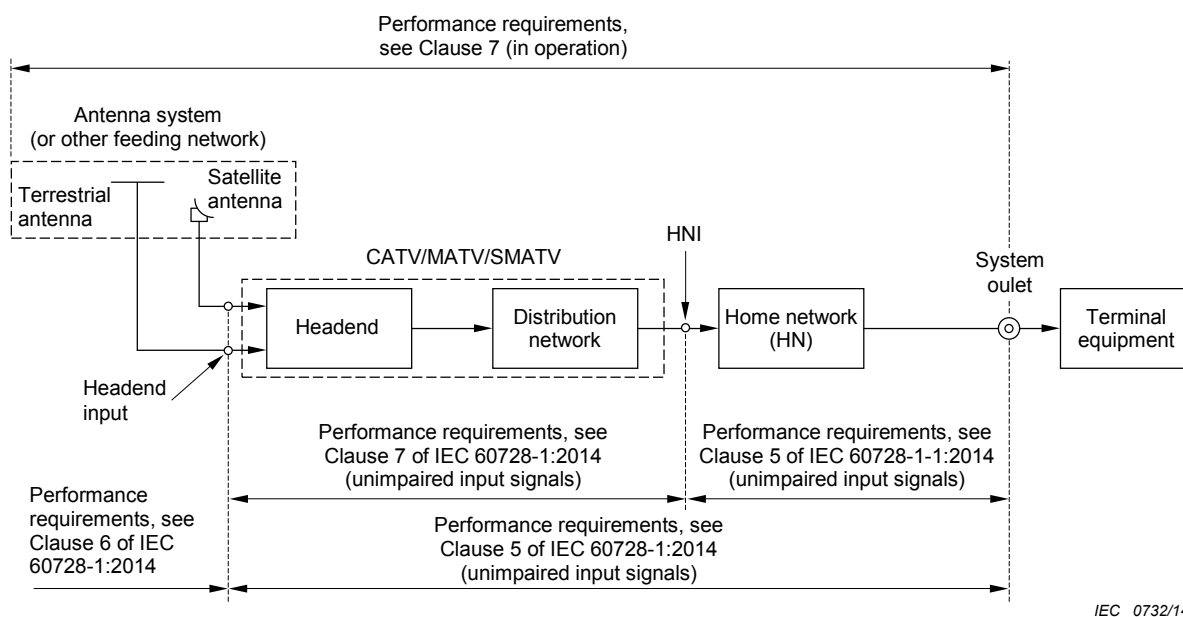 Performance requirements,
see Clause 7 (in operation)
Antenna system
(or other feeding network)
Terrestrial
antenna
Satellite
antenna
CATV/MATV/SMATV
HNI
System
oulet
Headend
Distribution
network
Home network
(HN)
Terminal
equipment
Headend
input
Performance requirements, see
Clause 7 of IEC 60728-1:2014
(unimpaired input signals)
Performance requirements, see
Clause 5 of IEC 60728-1-1:2014
(unimpaired input signals)
Performance
requirements, see
Clause 6 of IEC
60728-1:2014
Performance requirements, see
Clause 5 of IEC 60728-1:2014
(unimpaired input signals)
IEC 0732/14